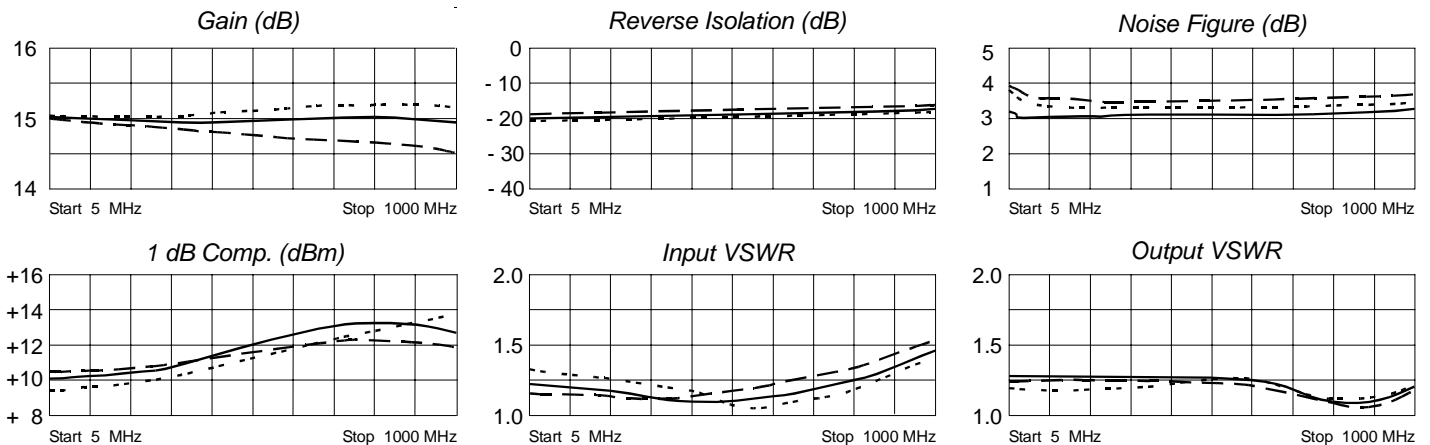 Gain (dB)
16
15
14
Start 5 MHz
Stop 1000 MHz
Reverse Isolation (dB)
0
- 10
- 20
- 30
- 40
Start 5 MHz
Stop 1000 MHz
Noise Figure (dB)
5
4
3
2
1
Start 5 MHz
Stop 1000 MHz
1 dB Comp. (dBm)
+16
+14
+12
+10
+ 8
Start 5 MHz
Stop 1000 MHz
Input VSWR
2.0
1.5
1.0
Start 5 MHz
Stop 1000 MHz
Output VSWR
2.0
1.5
1.0
Start 5 MHz
Stop 1000 MHz